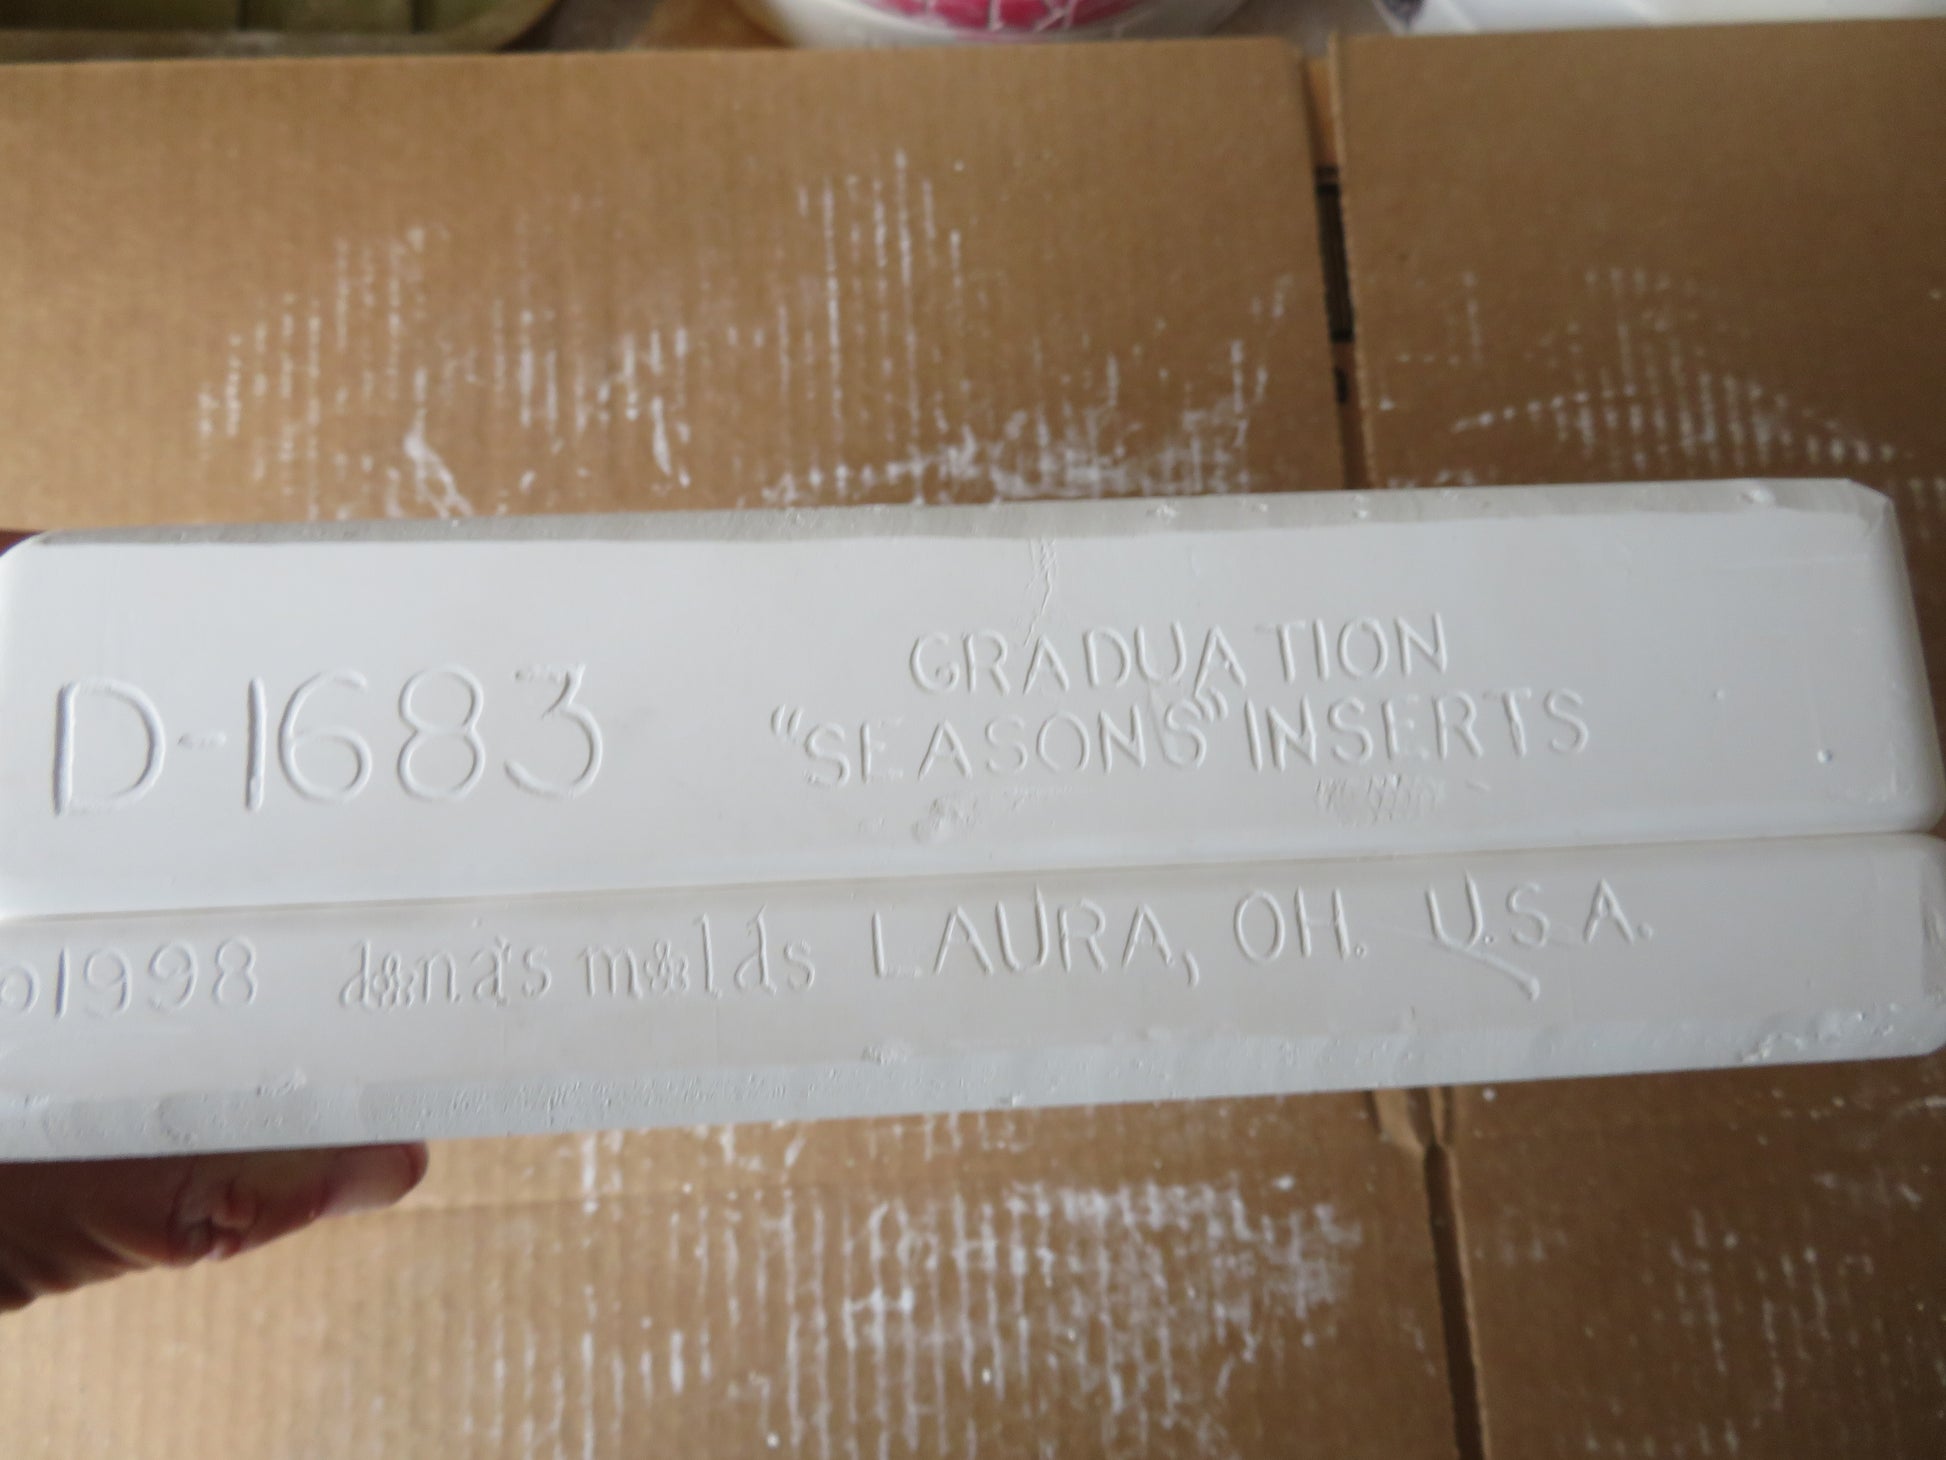 D-1683
GRADUATION
"SEASONS" INSERTS
©1998 dona's molds LAURA, OH. U.S.A.